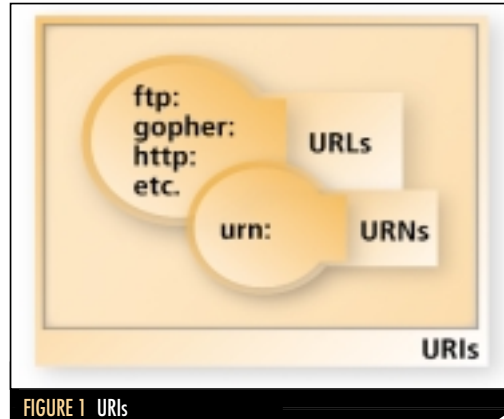 ftp:
gopher:
http:
etc.
URLs
urn:
URNs
URIs
FIGURE 1 URIs